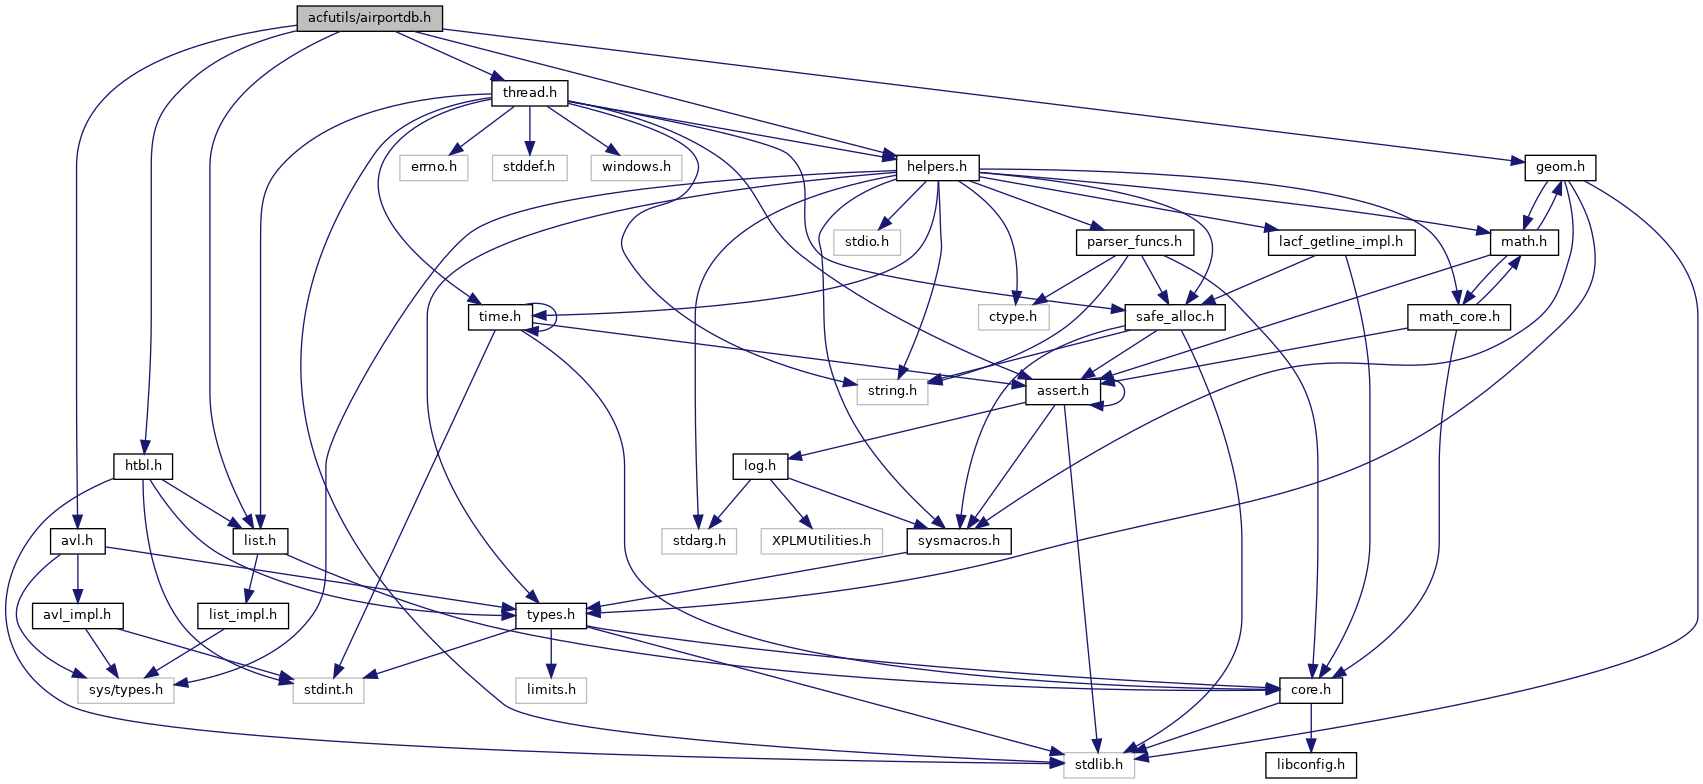 acfutils/airportdb.h
thread.h
errno.h
stddef.h
windows.h
helpers.h
geom.h
stdio.h
parser_funcs.h
lacf_getline_impl.h
math.h
time.h
ctype.h
safe_alloc.h
math_core.h
string.h
assert.h
htbl.h
log.h
avl.h
list.h
stdarg.h
XPLMUtilities.h
sysmacros.h
avl_impl.h
list_impl.h
types.h
sys/types.h
stdint.h
limits.h
core.h
stdlib.h
libconfig.h